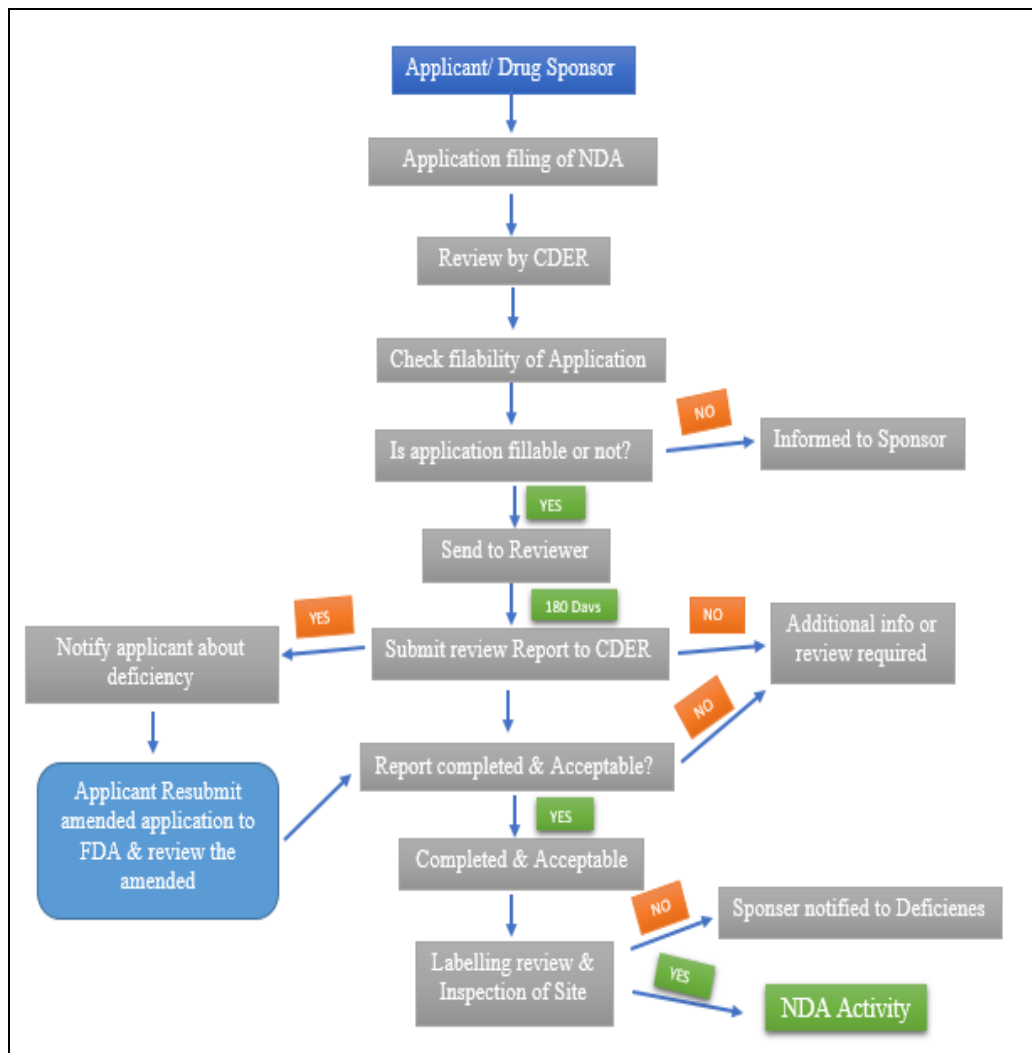 Applicant/ Drug Sponsor
Application filing of NDA
Review by CDER
Check filability of Application
NO
Is application fillable or not?
Informed to Sponsor
YES
Send to Reviewer
180 Days
YES
NO
Notify applicant about
deficiency
Submit review Report to CDER
Additional info or
review required
NO
Report completed & Acceptable?
Applicant Resubmit
amended application to
FDA & review the
amended
YES
Completed & Acceptable
NO
Sponser notified to Deficienes
Labelling review &
Inspection of Site
YES
NDA Activity